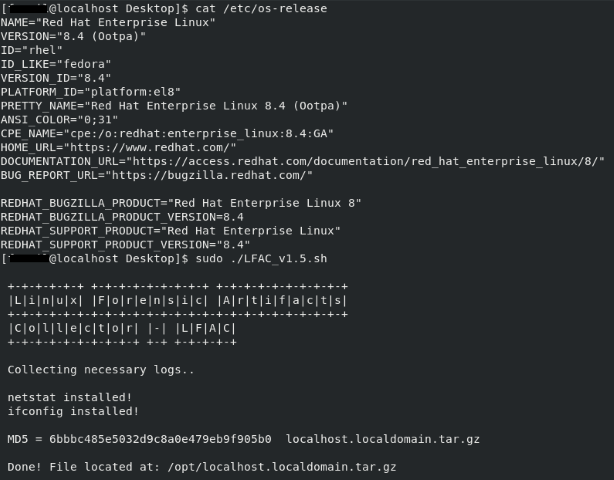 [@localhost Desktop]$ cat /etc/os-release
NAME="Red Hat Enterprise Linux"
VERSION="8.4 (Ootpa)"
ID="rhel"
ID_LIKE="fedora"
VERSION_ID="8.4"
PLATFORM_ID="platform:el8"
PRETTY_NAME="Red Hat Enterprise Linux 8.4 (Ootpa)"
ANSI_COLOR="0;31"
CPE_NAME="cpe:/o:redhat:enterprise_linux:8.4:GA"
HOME_URL="https://www.redhat.com/"
DOCUMENTATION_URL="https://access.redhat.com/documentation/red_hat_enterprise_linux/8/"
BUG_REPORT_URL="https://bugzilla.redhat.com/"

REDHAT_BUGZILLA_PRODUCT="Red Hat Enterprise Linux 8"
REDHAT_BUGZILLA_PRODUCT_VERSION=8.4
REDHAT_SUPPORT_PRODUCT="Red Hat Enterprise Linux"
REDHAT_SUPPORT_PRODUCT_VERSION="8.4"
[@localhost Desktop]$ sudo ./LFAC_v1.5.sh

+-+-+-+-+-+ +-+-+-+-+-+-+-+-+ +-+-+-+-+-+-+-+-+-+
|L|i|n|u|x| |F|o|r|e|n|s|i|c| |A|r|t|i|f|a|c|t|s|
+-+-+-+-+-+-+-+-+-+-+-+-+-+-+-+-+-+-+-+-+-+-+-+-+
|C|o|l|l|e|c|t|o|r| |-| |L|F|A|C|
+-+-+-+-+-+-+-+-+-+ +-+ +-+-+-+-+

Collecting necessary logs..

netstat installed!
ifconfig installed!

MD5 = 6bbbc485e5032d9c8a0e479eb9f905b0  localhost.localdomain.tar.gz

Done! File located at: /opt/localhost.localdomain.tar.gz